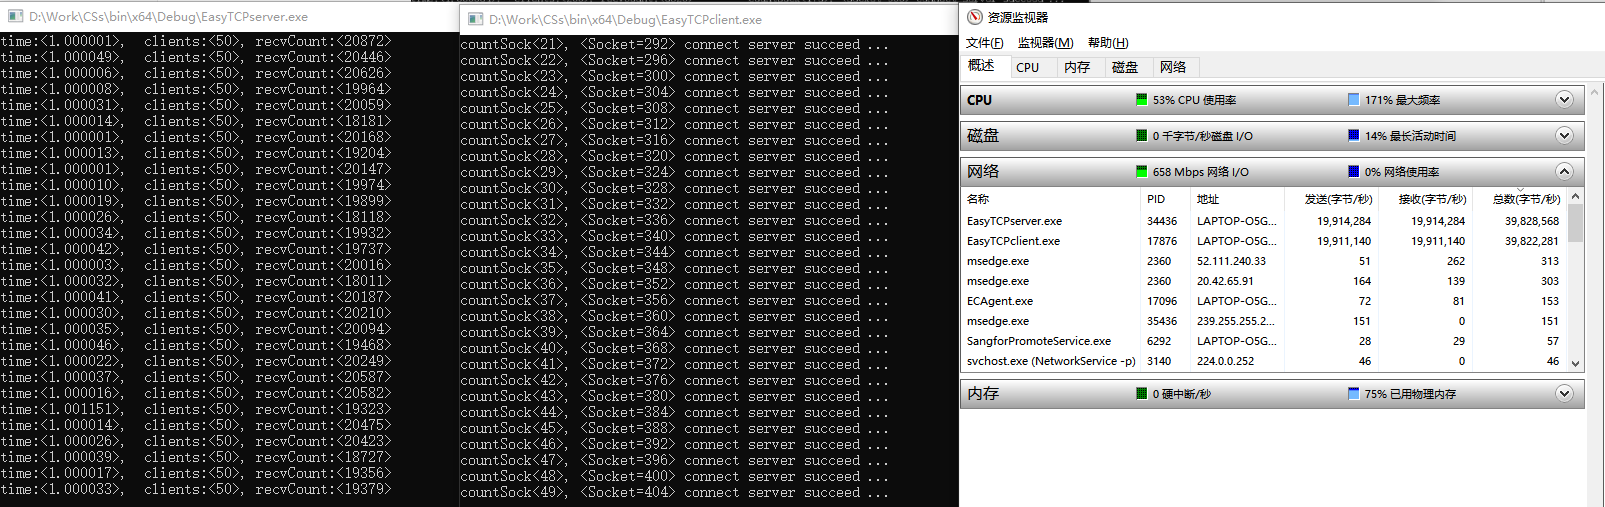 D:\Work\CSs\bin\x64\Debug\EasyTCPserver.exe
time:<1.000001>,  clients:<50>, recvCount:<20872>
time:<1.000049>,  clients:<50>, recvCount:<20446>
time:<1.000006>,  clients:<50>, recvCount:<20626>
time:<1.000008>,  clients:<50>, recvCount:<19964>
time:<1.000031>,  clients:<50>, recvCount:<20059>
time:<1.000014>,  clients:<50>, recvCount:<18181>
time:<1.000001>,  clients:<50>, recvCount:<20168>
time:<1.000013>,  clients:<50>, recvCount:<19204>
time:<1.000001>,  clients:<50>, recvCount:<20147>
time:<1.000010>,  clients:<50>, recvCount:<19974>
time:<1.000019>,  clients:<50>, recvCount:<19899>
time:<1.000026>,  clients:<50>, recvCount:<18118>
time:<1.000034>,  clients:<50>, recvCount:<19932>
time:<1.000042>,  clients:<50>, recvCount:<19737>
time:<1.000003>,  clients:<50>, recvCount:<20016>
time:<1.000032>,  clients:<50>, recvCount:<18011>
time:<1.000041>,  clients:<50>, recvCount:<20187>
time:<1.000030>,  clients:<50>, recvCount:<20210>
time:<1.000035>,  clients:<50>, recvCount:<20094>
time:<1.000046>,  clients:<50>, recvCount:<19468>
time:<1.000022>,  clients:<50>, recvCount:<20249>
time:<1.000037>,  clients:<50>, recvCount:<20587>
time:<1.000016>,  clients:<50>, recvCount:<20582>
time:<1.001151>,  clients:<50>, recvCount:<19323>
time:<1.000014>,  clients:<50>, recvCount:<20475>
time:<1.000026>,  clients:<50>, recvCount:<20423>
time:<1.000039>,  clients:<50>, recvCount:<18727>
time:<1.000017>,  clients:<50>, recvCount:<19356>
time:<1.000033>,  clients:<50>, recvCount:<19379>
D:\Work\CSs\bin\x64\Debug\EasyTCPclient.exe
countSock<21>, <Socket=292> connect server succeed ...
countSock<22>, <Socket=296> connect server succeed ...
countSock<23>, <Socket=300> connect server succeed ...
countSock<24>, <Socket=304> connect server succeed ...
countSock<25>, <Socket=308> connect server succeed ...
countSock<26>, <Socket=312> connect server succeed ...
countSock<27>, <Socket=316> connect server succeed ...
countSock<28>, <Socket=320> connect server succeed ...
countSock<29>, <Socket=324> connect server succeed ...
countSock<30>, <Socket=328> connect server succeed ...
countSock<31>, <Socket=332> connect server succeed ...
countSock<32>, <Socket=336> connect server succeed ...
countSock<33>, <Socket=340> connect server succeed ...
countSock<34>, <Socket=344> connect server succeed ...
countSock<35>, <Socket=348> connect server succeed ...
countSock<36>, <Socket=352> connect server succeed ...
countSock<37>, <Socket=356> connect server succeed ...
countSock<38>, <Socket=360> connect server succeed ...
countSock<39>, <Socket=364> connect server succeed ...
countSock<40>, <Socket=368> connect server succeed ...
countSock<41>, <Socket=372> connect server succeed ...
countSock<42>, <Socket=376> connect server succeed ...
countSock<43>, <Socket=380> connect server succeed ...
countSock<44>, <Socket=384> connect server succeed ...
countSock<45>, <Socket=388> connect server succeed ...
countSock<46>, <Socket=392> connect server succeed ...
countSock<47>, <Socket=396> connect server succeed ...
countSock<48>, <Socket=400> connect server succeed ...
countSock<49>, <Socket=404> connect server succeed ...
资源监视器
文件(F) 监视器(M) 帮助(H)
概述 CPU 内存 磁盘 网络
CPU 53% CPU 使用率 171% 最大频率
磁盘 0 千字节/秒磁盘 I/O 14% 最长活动时间
网络 658 Mbps 网络 I/O 0% 网络使用率
名称 PID 地址 发送(字节/秒) 接收(字节/秒) 总数(字节/秒)
EasyTCPserver.exe 34436 LAPTOP-O5G... 19,914,284 19,914,284 39,828,568
EasyTCPclient.exe 17876 LAPTOP-O5G... 19,911,140 19,911,140 39,822,281
msedge.exe 2360 52.111.240.33 51 262 313
msedge.exe 2360 20.42.65.91 164 139 303
ECAgent.exe 17096 LAPTOP-O5G... 72 81 153
msedge.exe 35436 239.255.255.2... 151 0 151
SangforPromoteService.exe 6292 LAPTOP-O5G... 28 29 57
svchost.exe (NetworkService -p) 3140 224.0.0.252 46 0 46
内存 0 硬中断/秒 75% 已用物理内存